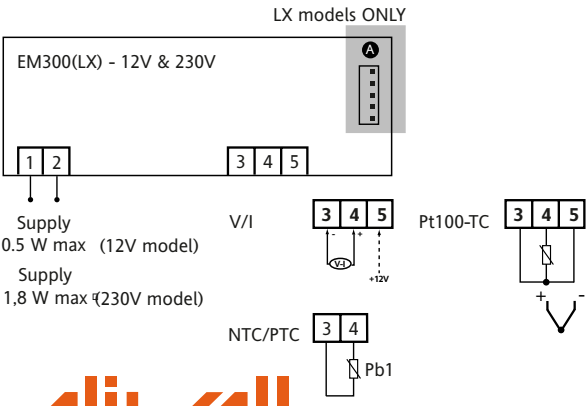 LX models ONLY
A
EM300(LX) - 12V & 230V
1 2
3 4 5
Supply
0.5 W max (12V model)
Supply
1,8 W max (230V model)
V/I
3 4 5
- +
V-I
+12V
Pt100-TC
3 4 5
+ -
NTC/PTC
3 4
Pb1